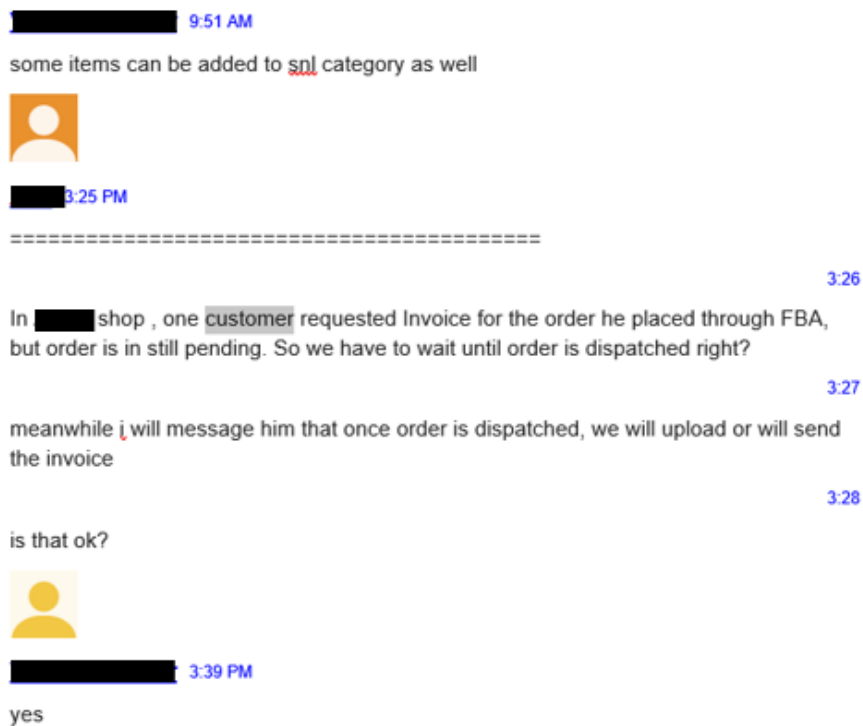 9:51 AM
some items can be added to snl category as well
3:25 PM
==========================================
3:26
In shop , one customer requested Invoice for the order he placed through FBA,
but order is in still pending. So we have to wait until order is dispatched right?
3:27
meanwhile i will message him that once order is dispatched, we will upload or will send
the invoice
3:28
is that ok?
3:39 PM
yes